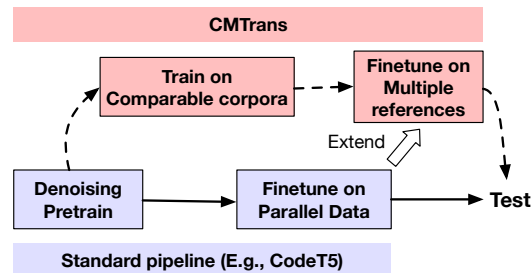 CMTrans
Train on
Comparable corpora
Finetune on
Multiple
references
Extend
Denoising
Pretrain
Finetune on
Parallel Data
Test
Standard pipeline (E.g., CodeT5)